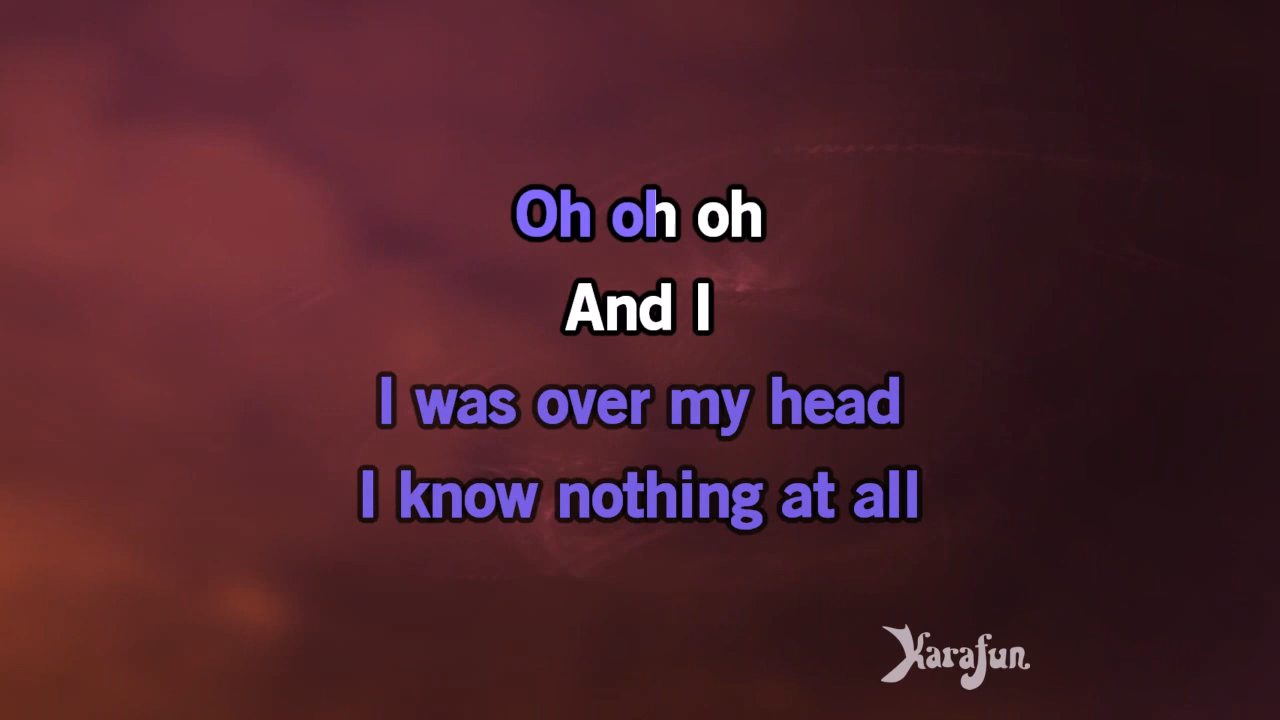 Oh oh oh
And I
I was over my head
I know nothing at all
Karafun